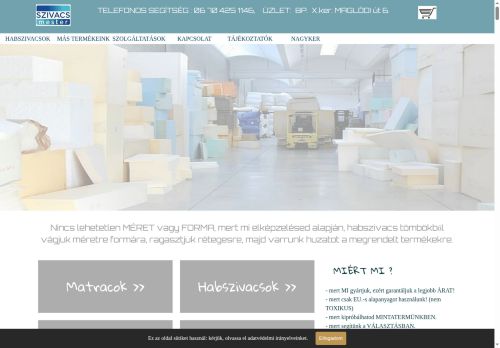 SZIVACS
mester
TELEFONOS SEGÍTSÉG : 06 70 425 1146, ÜZLET: BP. X.ker. MAGLÓDI út 6.
HABSZIVACSOK MÁS TERMÉKEINK SZOLGÁLTATÁSOK KAPCSOLAT TÁJÉKOZTATÓK NAGYKER
Nincs lehetetlen MÉRET vagy FORMA, mert mi elképzelésed alapján, habszivacs tömbökből
vágjuk méretre formára, ragasztjuk rétegesre, majd varrunk huzatot a megrendelt termékekre.
Matracok >>
Habszivacsok >>
MIÉRT MI ?
- mert MI gyártjuk, ezért garantáljuk a legjobb ÁRAT!
- mert csak EU.-s alapanyagot használunk! (nem
TOXIKUS)
- mert kipróbálhatod MINTATERMÜNKBEN.
- mert segítünk a VÁLASZTÁSBAN.
Ez az oldal sütiket használ: kérjük, olvassa el adatvédelmi irányelveinket.
Elfogadom